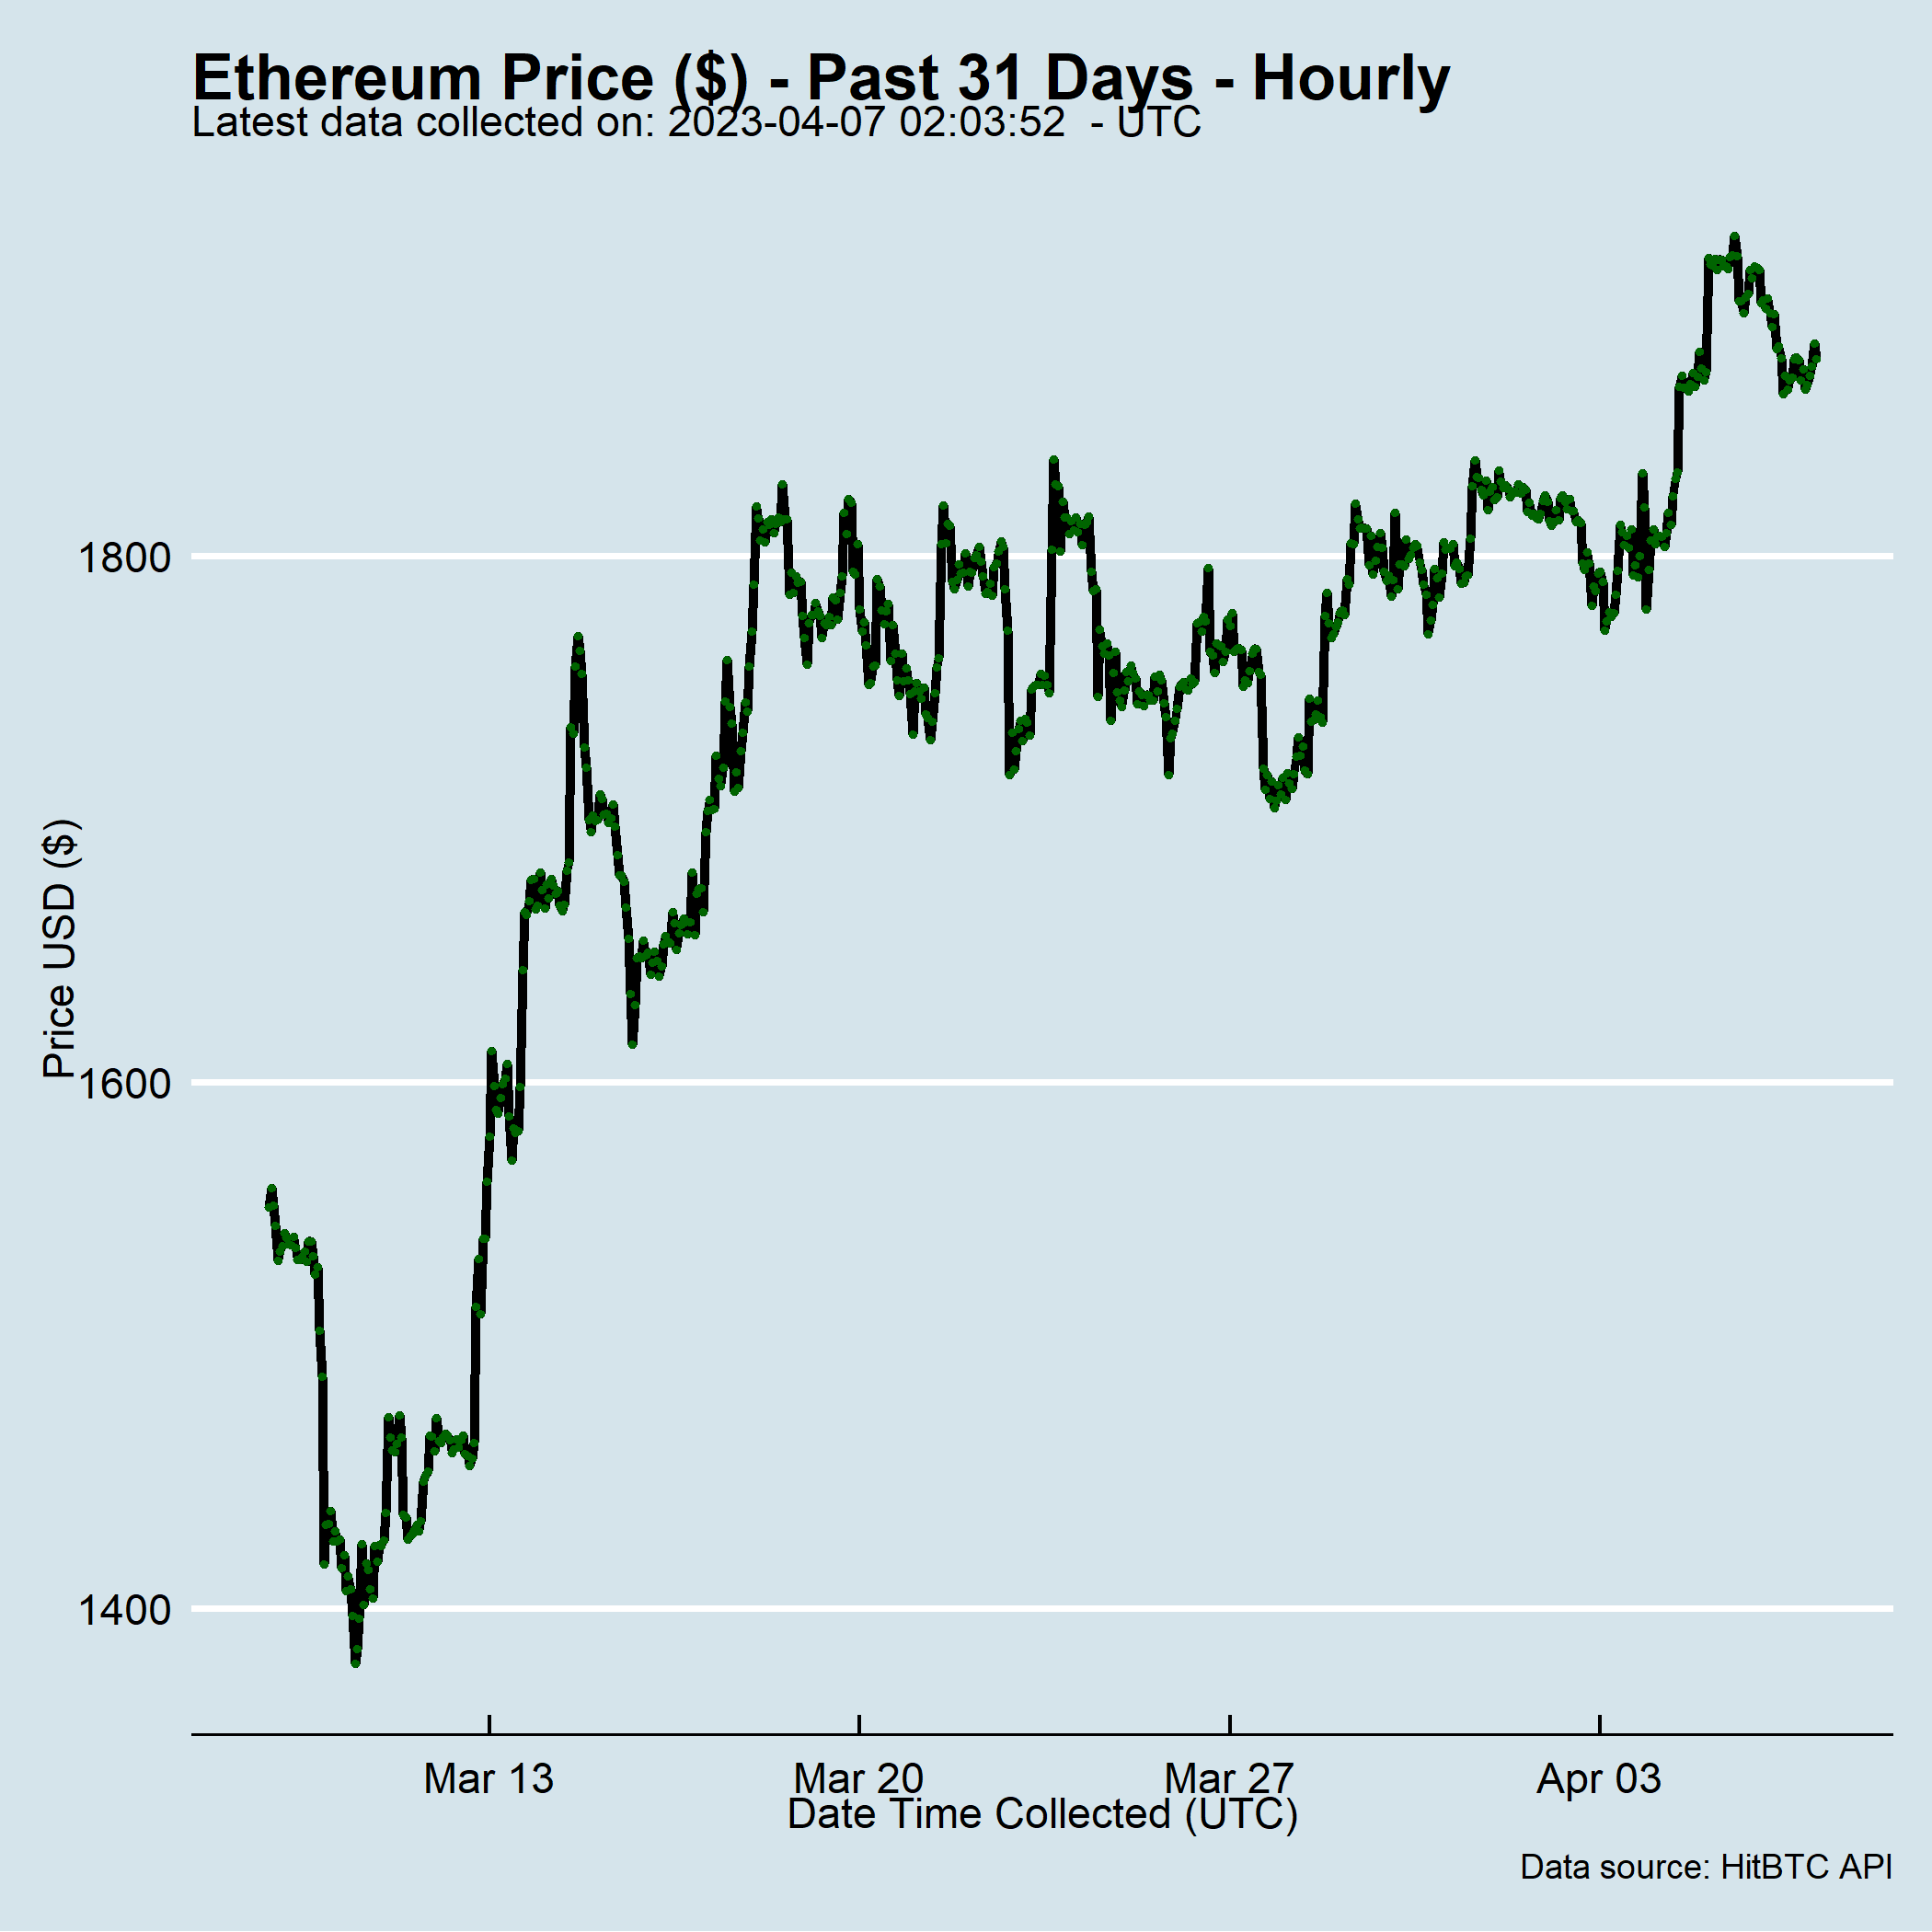 Ethereum Price ($) - Past 31 Days - Hourly
Latest data collected on: 2023-04-07 02:03:52  - UTC
Price USD ($)
1800
1600
1400
Mar 13
Mar 20
Mar 27
Apr 03
Date Time Collected (UTC)
Data source: HitBTC API